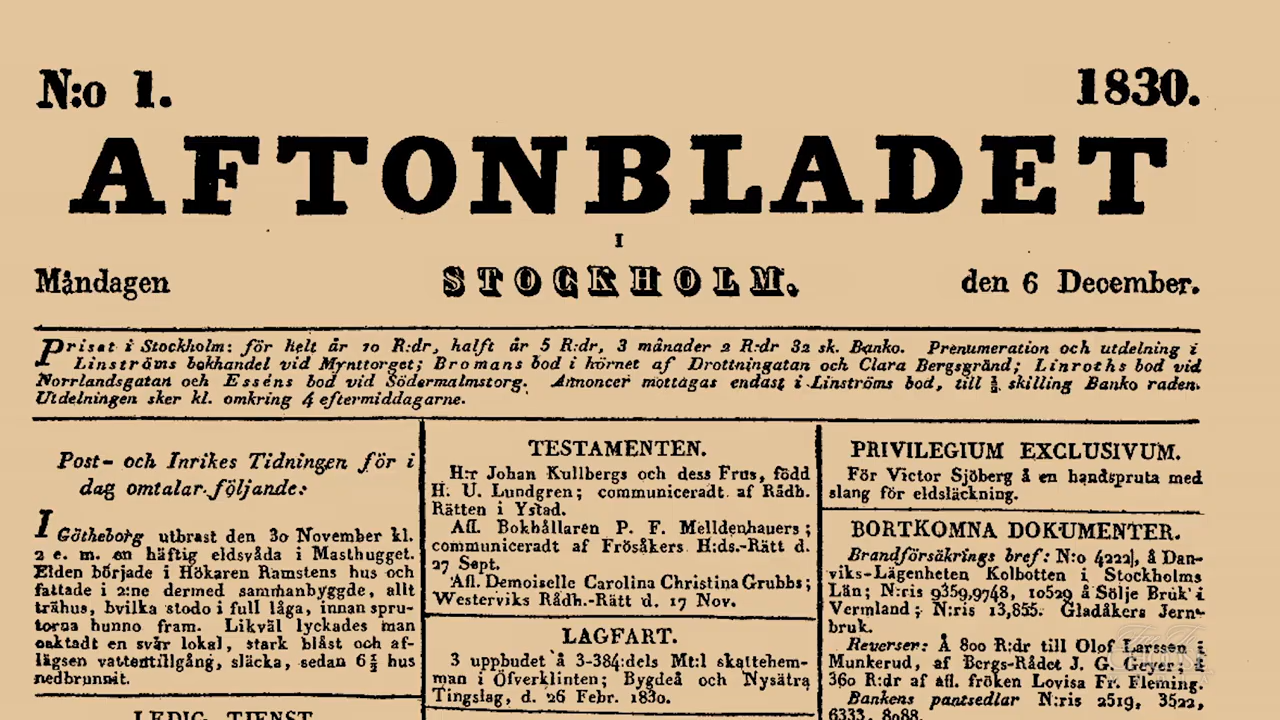 N:o 1.
1830.
AFTONBLADET
I
Måndagen
STOCKHOLM.
den 6 December.
Priset i Stockholm: för helt år 10 R:dr, halft år 5 R:dr, 3 månader 2 R:dr 32 sk. Banko. Prenumeration och utdelning i
Linströms bokhandel vid Mynttorget; Bromans bod i hörnet af Drottningatan och Clara Bergsgränd; Linroths bod vid
Norrlandsgatan och Esséns bod vid Södermalmstorg. Annoncer mottagas endast i Linströms bod, till ½ skilling Banko raden.
Utdelningen sker kl. omkring 4 eftermiddagarne.
Post- och Inrikes Tidningen för i
dag omtalar följande:
I Götheborg utbrast den 30 November kl.
2 e. m. en häftig eldsvåda i Masthugget.
Elden började i Hökaren Ramstens hus och
fattade i 2:ne dermed sammanbyggde, allt
trähus, hvilka stodo i full låga, innan spru-
torna hunno fram. Likväl lyckades man
oaktadt en svår lokal, stark blåst och af-
lägsen vattentillgång, släcka, sedan 6½ hus
nedbrunnit.
LEDIG TJENST
TESTAMENTEN.
H:r Johan Kullbergs och dess Frus, född
H. U. Lundgren; communiceradt af Rådh.
Rätten i Ystad.
Afl. Bokhållaren P. F. Melldenhauers;
communiceradt af Frösåkers H:ds.-Rätt d.
27 Sept.
Afl. Demoiselle Carolina Christina Grubbs;
Westerviks Rådh.-Rätt d. 17 Nov.
LAGFART.
3 uppbudet å 3-384:dels Mt:l skattehem-
man i Öfverklinten; Bygdeå och Nysätra
Tingslag, d. 26 Febr. 1830.
PRIVILEGIUM EXCLUSIVUM.
För Victor Sjöberg å en handspruta med
slang för eldsläckning.
BORTKOMNA DOKUMENTER.
Brandförsäkrings bref: N:o 4222, å Dan-
viks-Lägenheten Kolbotten i Stockholms
Län; N:ris 9359,9748, 10529 å Sölje Bruk i
Vermland; N:ris 13,855. Gladåkers Jern-
bruk.
Reverser: Å 800 R:dr till Olof Larssen i
Munkerud, af Bergs-Rådet J. G. Geyer; å
360 R:dr af afl. fröken Lovisa Fr. Fleming.
Bankens pantsedlar N:ris 2519, 3522,
6333, 8088.